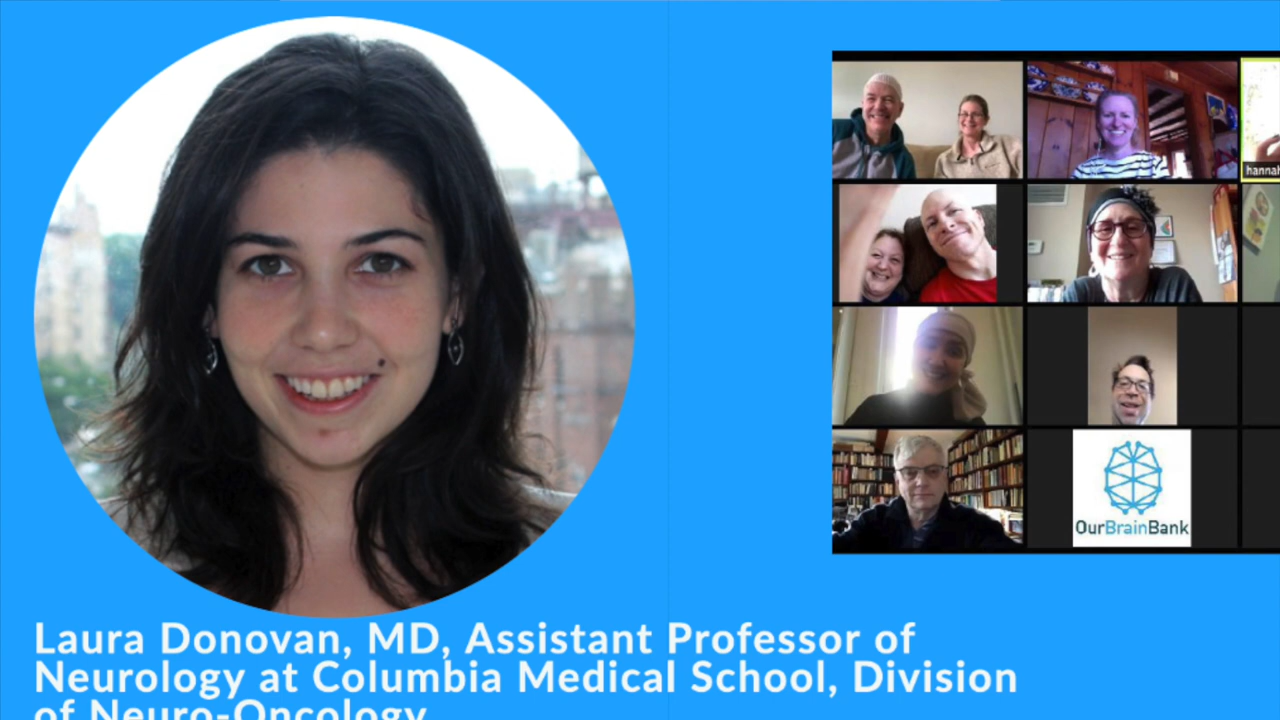 hannah
OurBrainBank
Laura Donovan, MD, Assistant Professor of
Neurology at Columbia Medical School, Division
of Neuro-Oncology